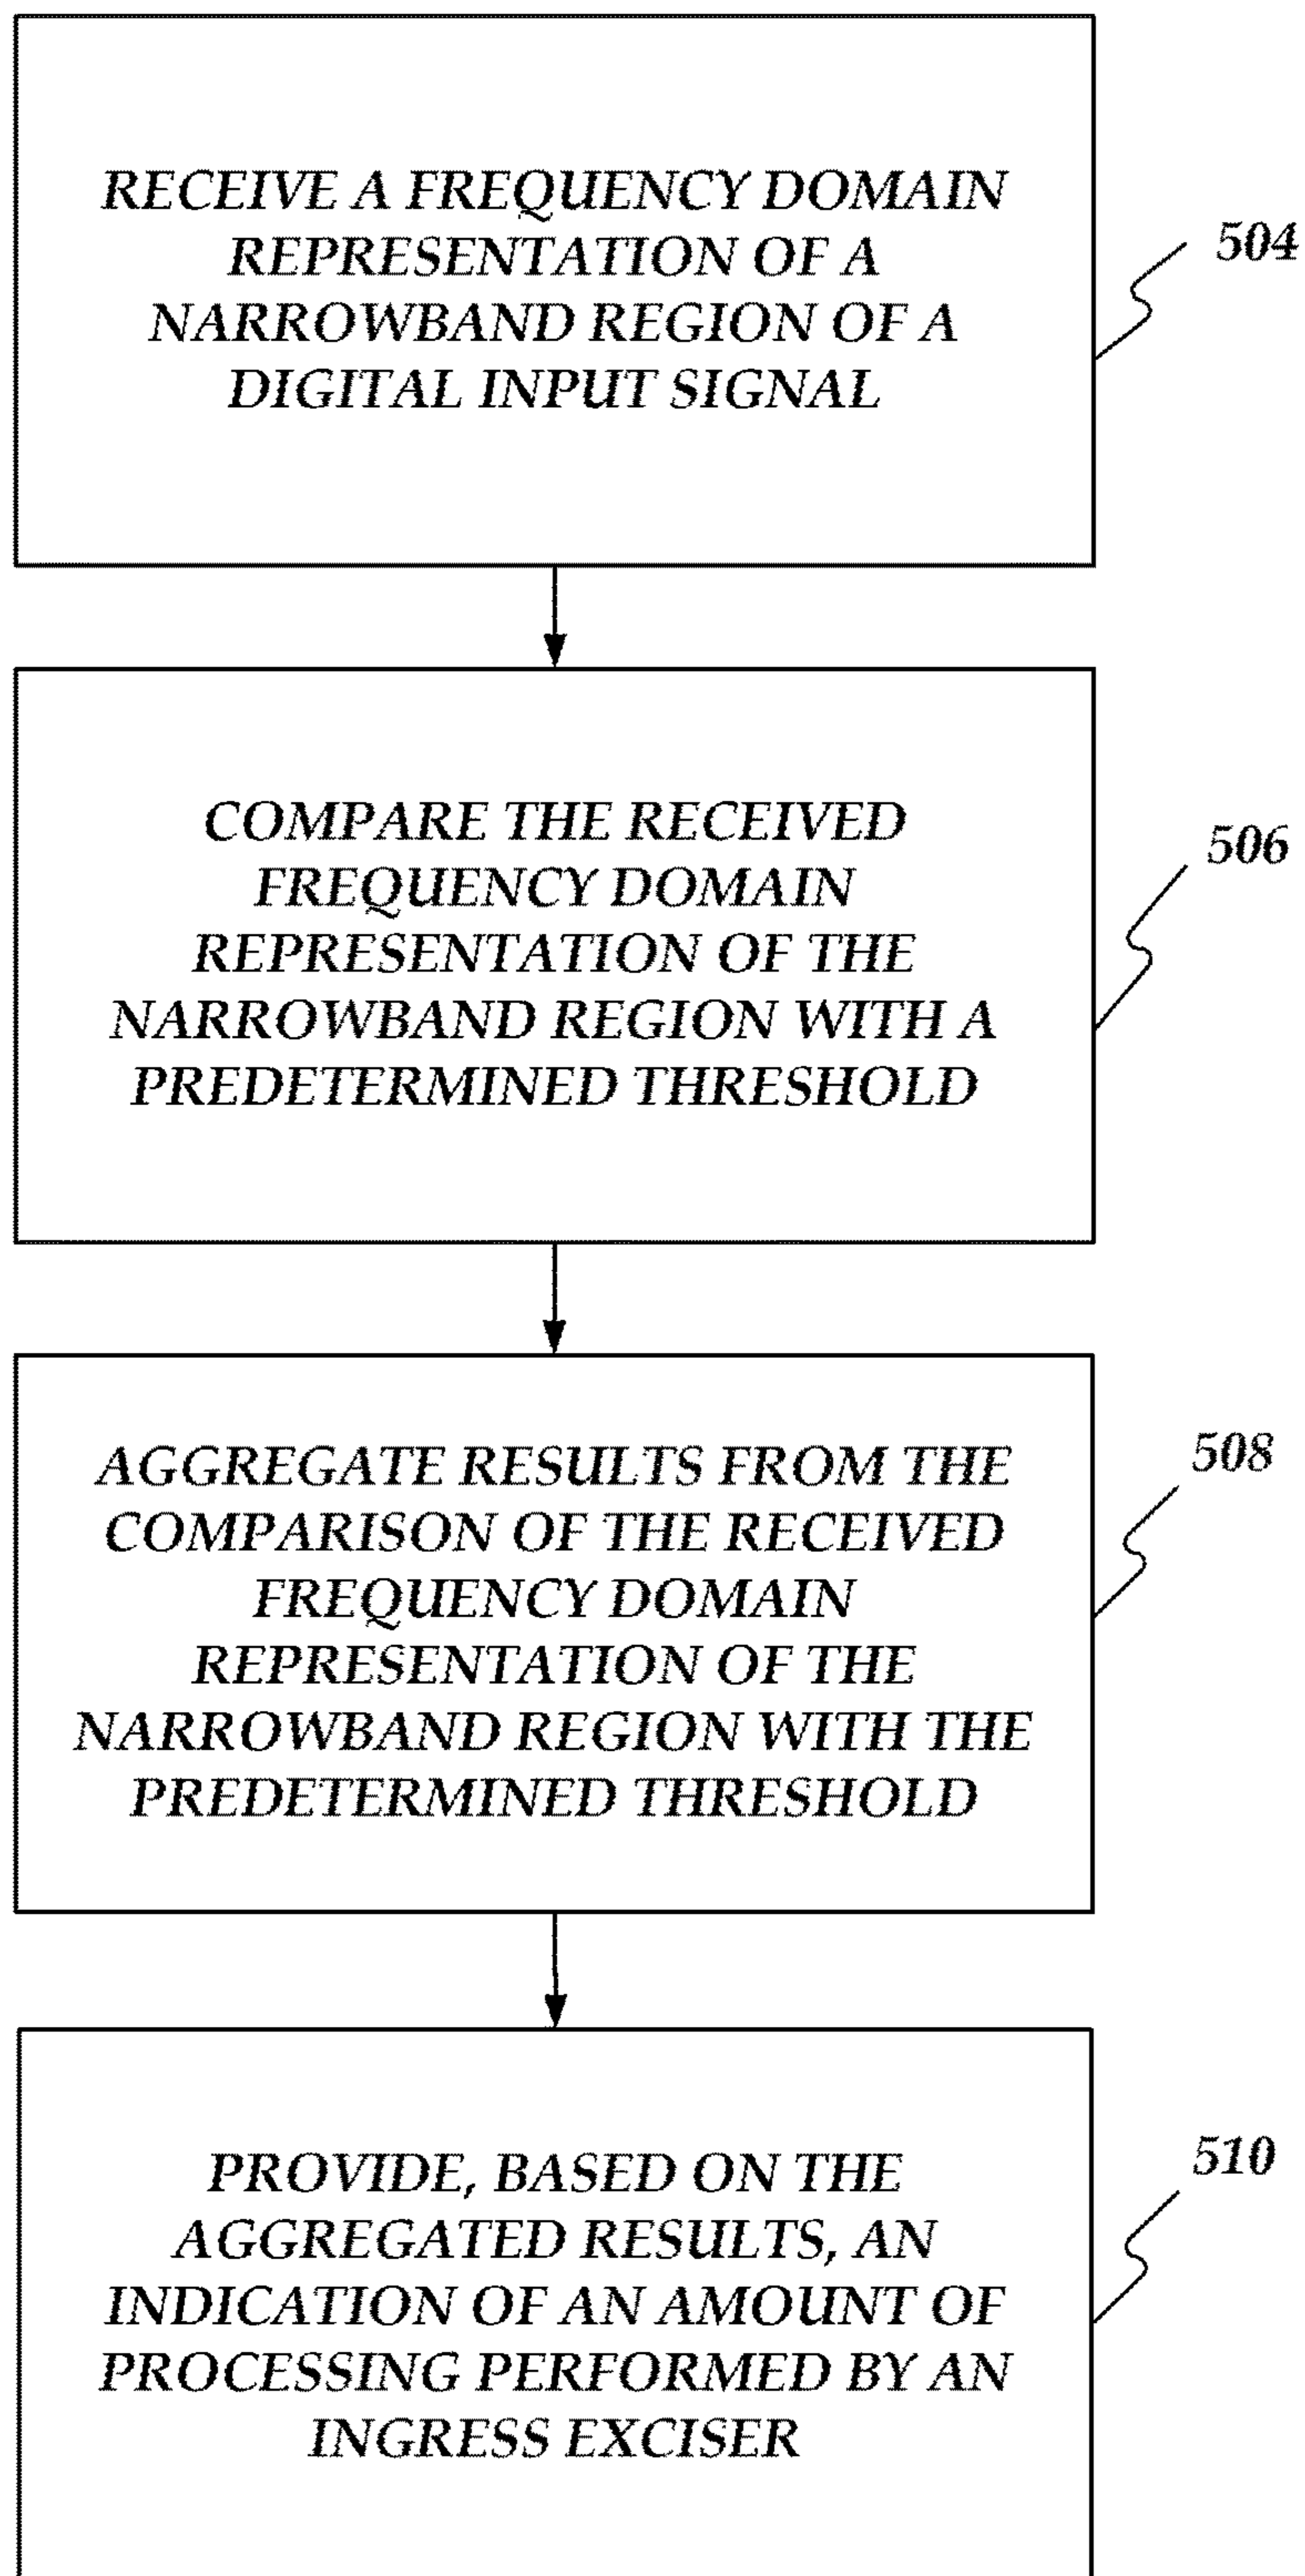 RECEIVE A FREQUENCY DOMAIN
REPRESENTATION OF A
NARROWBAND REGION OF A
DIGITAL INPUT SIGNAL
504
COMPARE THE RECEIVED
FREQUENCY DOMAIN
REPRESENTATION OF THE
NARROWBAND REGION WITH A
PREDETERMINED THRESHOLD
506
AGGREGATE RESULTS FROM THE
COMPARISON OF THE RECEIVED
FREQUENCY DOMAIN
REPRESENTATION OF THE
NARROWBAND REGION WITH THE
PREDETERMINED THRESHOLD
508
PROVIDE, BASED ON THE
AGGREGATED RESULTS, AN
INDICATION OF AN AMOUNT OF
PROCESSING PERFORMED BY AN
INGRESS EXCISER
510